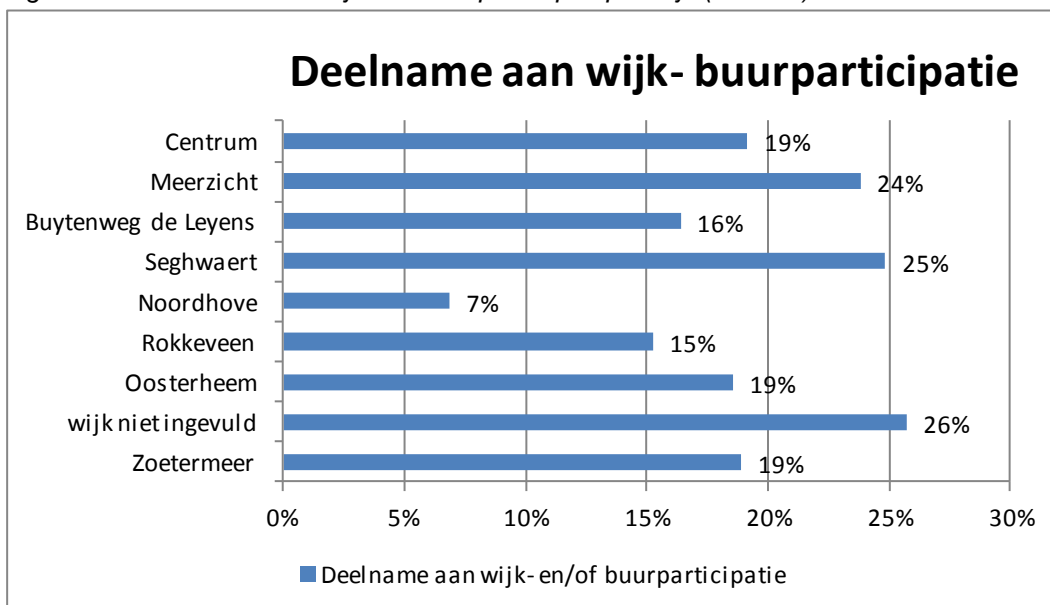 Deelname aan wijk- buurparticipatie
Centrum 19%
Meerzicht 24%
Buytenweg de Leyens 16%
Seghwaert 25%
Noordhove 7%
Rokkeveen 15%
Oosterheem 19%
wijk niet ingevuld 26%
Zoetermeer 19%
0% 5% 10% 15% 20% 25% 30%
Deelname aan wijk- en/of buurparticipatie